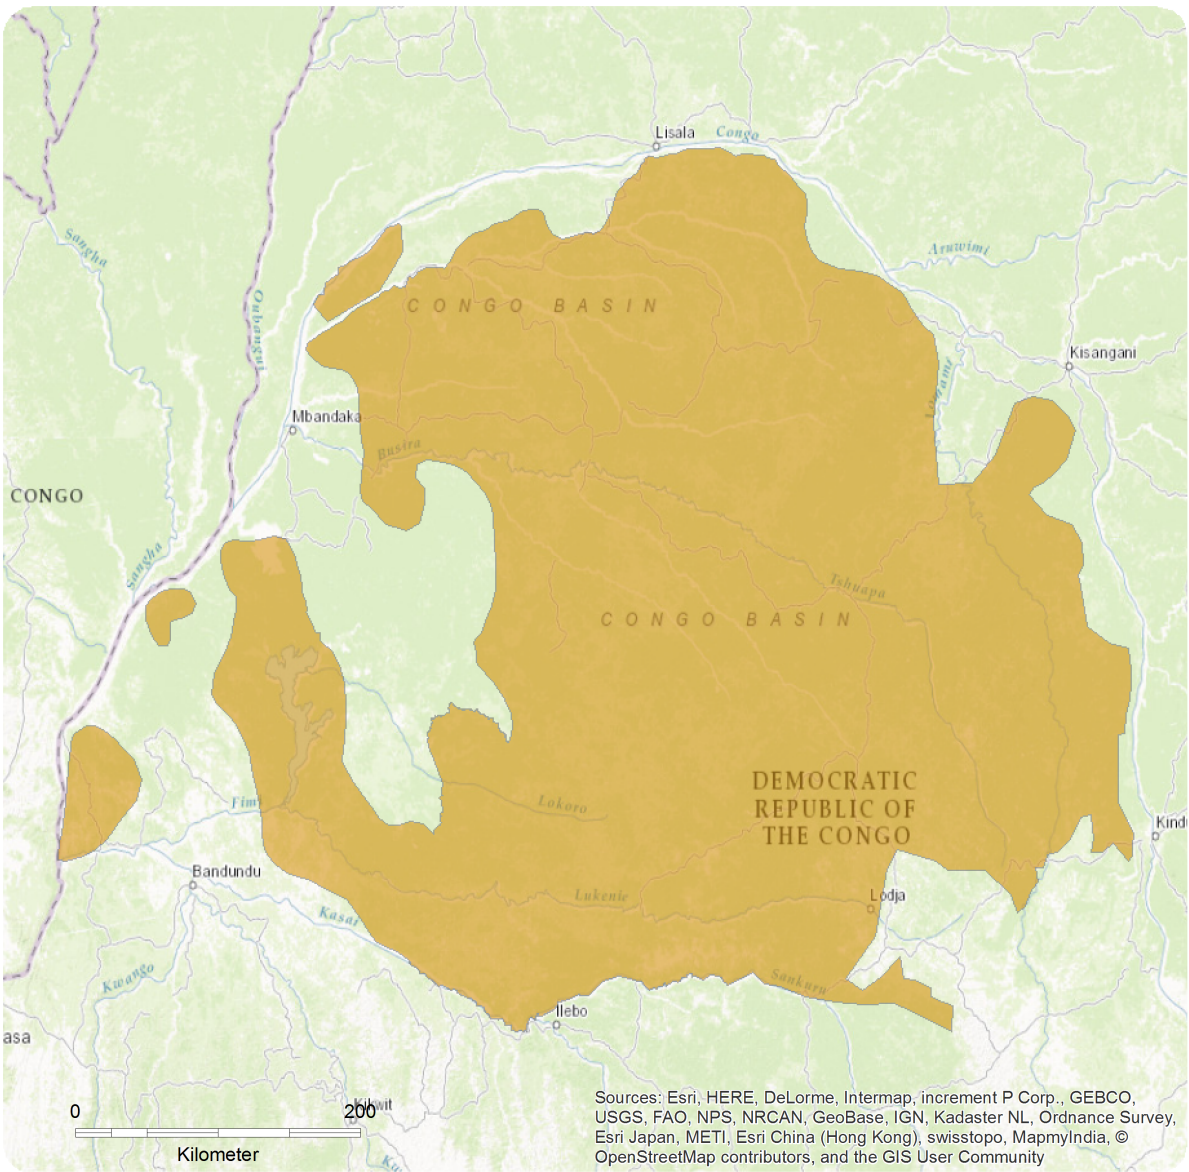 Lisala
Congo
Sangha
Aruwimi
Oubangui
CONGO BASIN
Kisangani
Lomami
Mbandaka
Busira
CONGO
Sangha
Tshuapa
CONGO BASIN
DEMOCRATIC
REPUBLIC OF
THE CONGO
Fimi
Lokoro
Kindu
Bandundu
Lukenie
Lodja
Kasai
Kwango
Sankuru
Ilebo
asa
0
200
Kikwit
Kilometer
Sources: Esri, HERE, DeLorme, Intermap, increment P Corp., GEBCO,
USGS, FAO, NPS, NRCAN, GeoBase, IGN, Kadaster NL, Ordnance Survey,
Esri Japan, METI, Esri China (Hong Kong), swisstopo, MapmyIndia, ©
OpenStreetMap contributors, and the GIS User Community